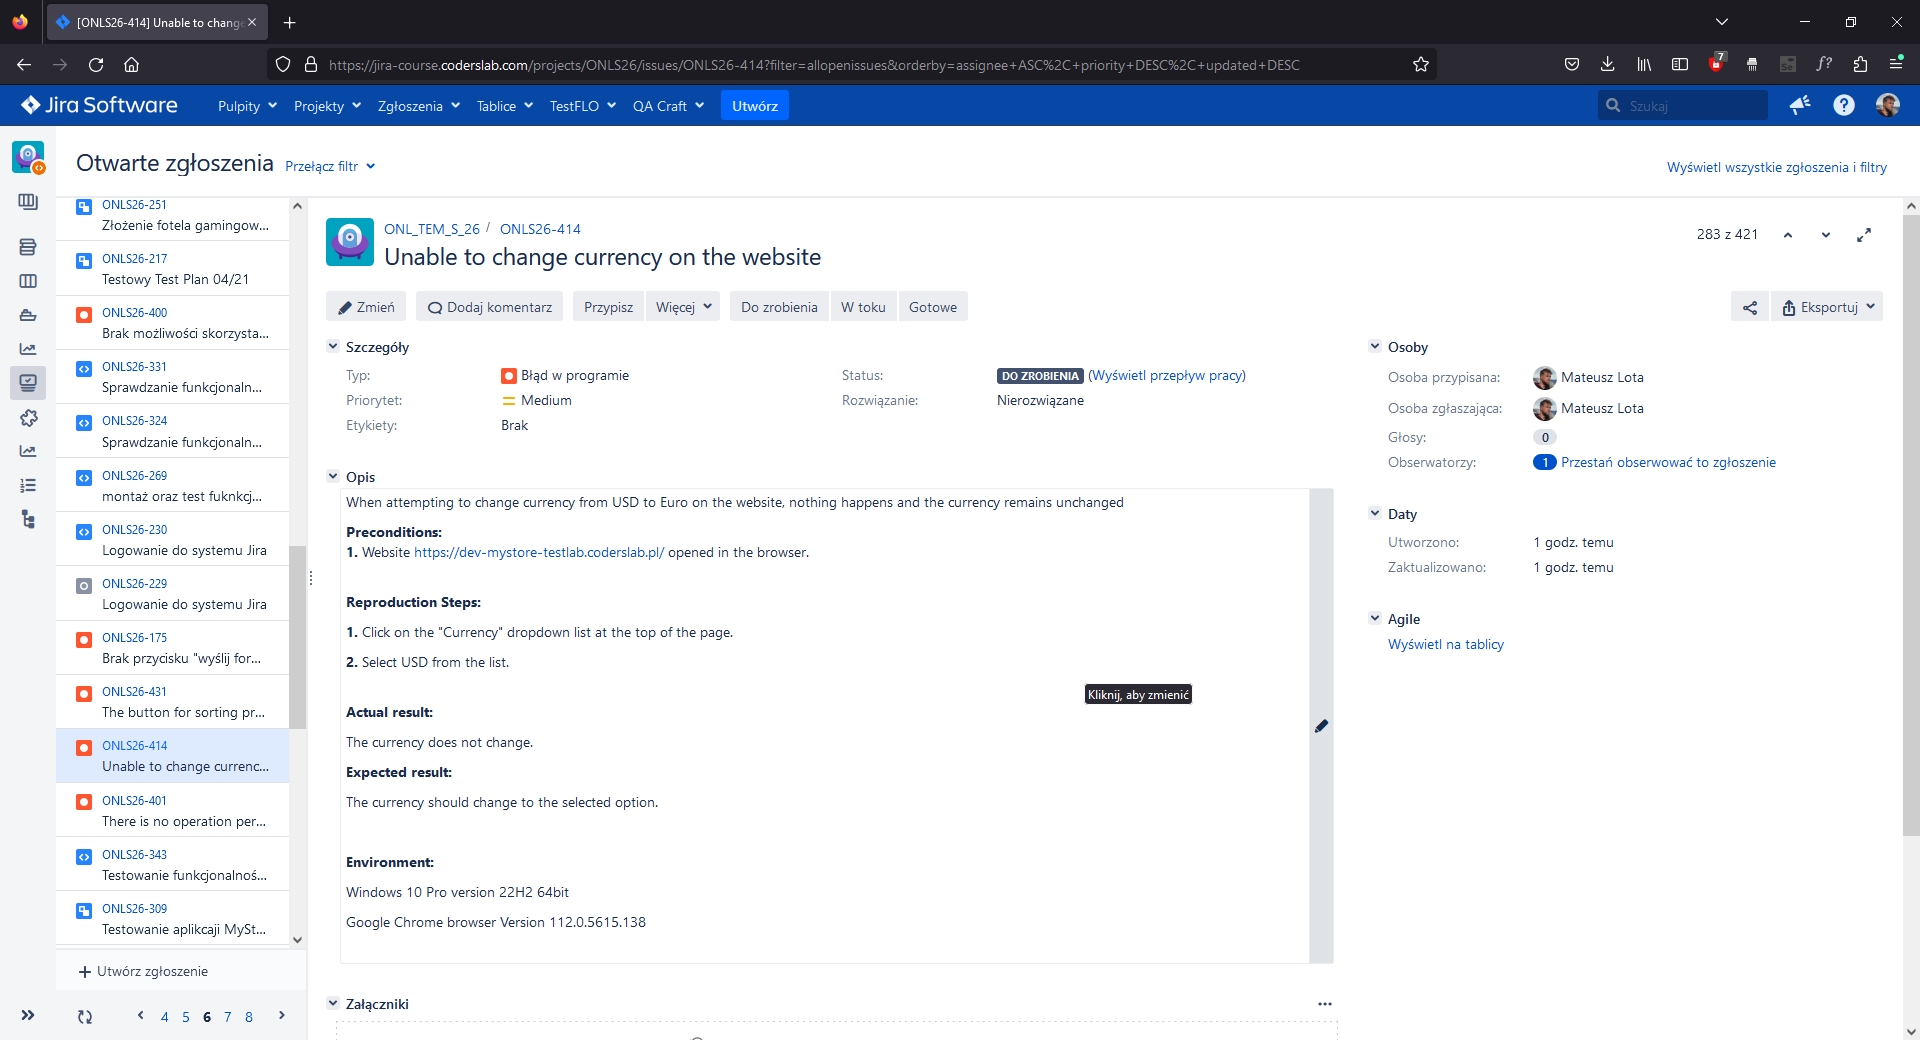 [ONLS26-414] Unable to chang
https://jira-course.coderslab.com/projects/ONLS26/issues/ONLS26-414?filter=allopenissues&orderby=assignee+ASC%2C+priority+DESC%2C+updated+DESC
7
f?
Jira Software
Pulpity
Projekty
Zgłoszenia
Tablice
TestFLO
QA Craft
Utwórz
Szukaj
Otwarte zgłoszenia
Przełącz filtr
Wyświetl wszystkie zgłoszenia i filtry
ONLS26-251
Złożenie fotela gamingow...
ONLS26-217
Testowy Test Plan 04/21
ONLS26-400
Brak możliwości skorzysta...
ONLS26-331
Sprawdzanie funkcjonaln...
ONLS26-324
Sprawdzanie funkcjonaln...
ONLS26-269
montaż oraz test fuknkcj...
ONLS26-230
Logowanie do systemu Jira
ONLS26-229
Logowanie do systemu Jira
ONLS26-175
Brak przycisku "wyślij for...
ONLS26-431
The button for sorting pr...
ONLS26-414
Unable to change currenc...
ONLS26-401
There is no operation per...
ONLS26-343
Testowanie funkcjonalnoś...
ONLS26-309
Testowanie aplikcaji MySt...
+ Utwórz zgłoszenie
4 5 6 7 8
ONL_TEM_S_26 / ONLS26-414
Unable to change currency on the website
283 z 421
Zmień
Dodaj komentarz
Przypisz
Więcej
Do zrobienia
W toku
Gotowe
Eksportuj
Szczegóły
Typ: Błąd w programie
Priorytet: Medium
Etykiety: Brak
Status: DO ZROBIENIA (Wyświetl przepływ pracy)
Rozwiązanie: Nierozwiązane
Opis
When attempting to change currency from USD to Euro on the website, nothing happens and the currency remains unchanged
Preconditions:
1. Website https://dev-mystore-testlab.coderslab.pl/ opened in the browser.
Reproduction Steps:
1. Click on the "Currency" dropdown list at the top of the page.
2. Select USD from the list.
Kliknij, aby zmienić
Actual result:
The currency does not change.
Expected result:
The currency should change to the selected option.
Environment:
Windows 10 Pro version 22H2 64bit
Google Chrome browser Version 112.0.5615.138
Załączniki
Osoby
Osoba przypisana: Mateusz Lota
Osoba zgłaszająca: Mateusz Lota
Głosy: 0
Obserwatorzy: 1 Przestań obserwować to zgłoszenie
Daty
Utworzono: 1 godz. temu
Zaktualizowano: 1 godz. temu
Agile
Wyświetl na tablicy